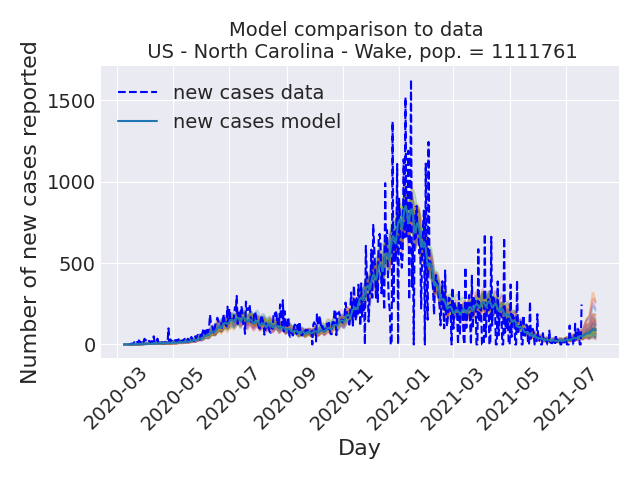 Model comparison to data
US - North Carolina - Wake, pop. = 1111761
new cases data
new cases model
Number of new cases reported
1500
1000
500
0
2020-03
2020-05
2020-07
2020-09
2020-11
2021-01
2021-03
2021-05
2021-07
Day